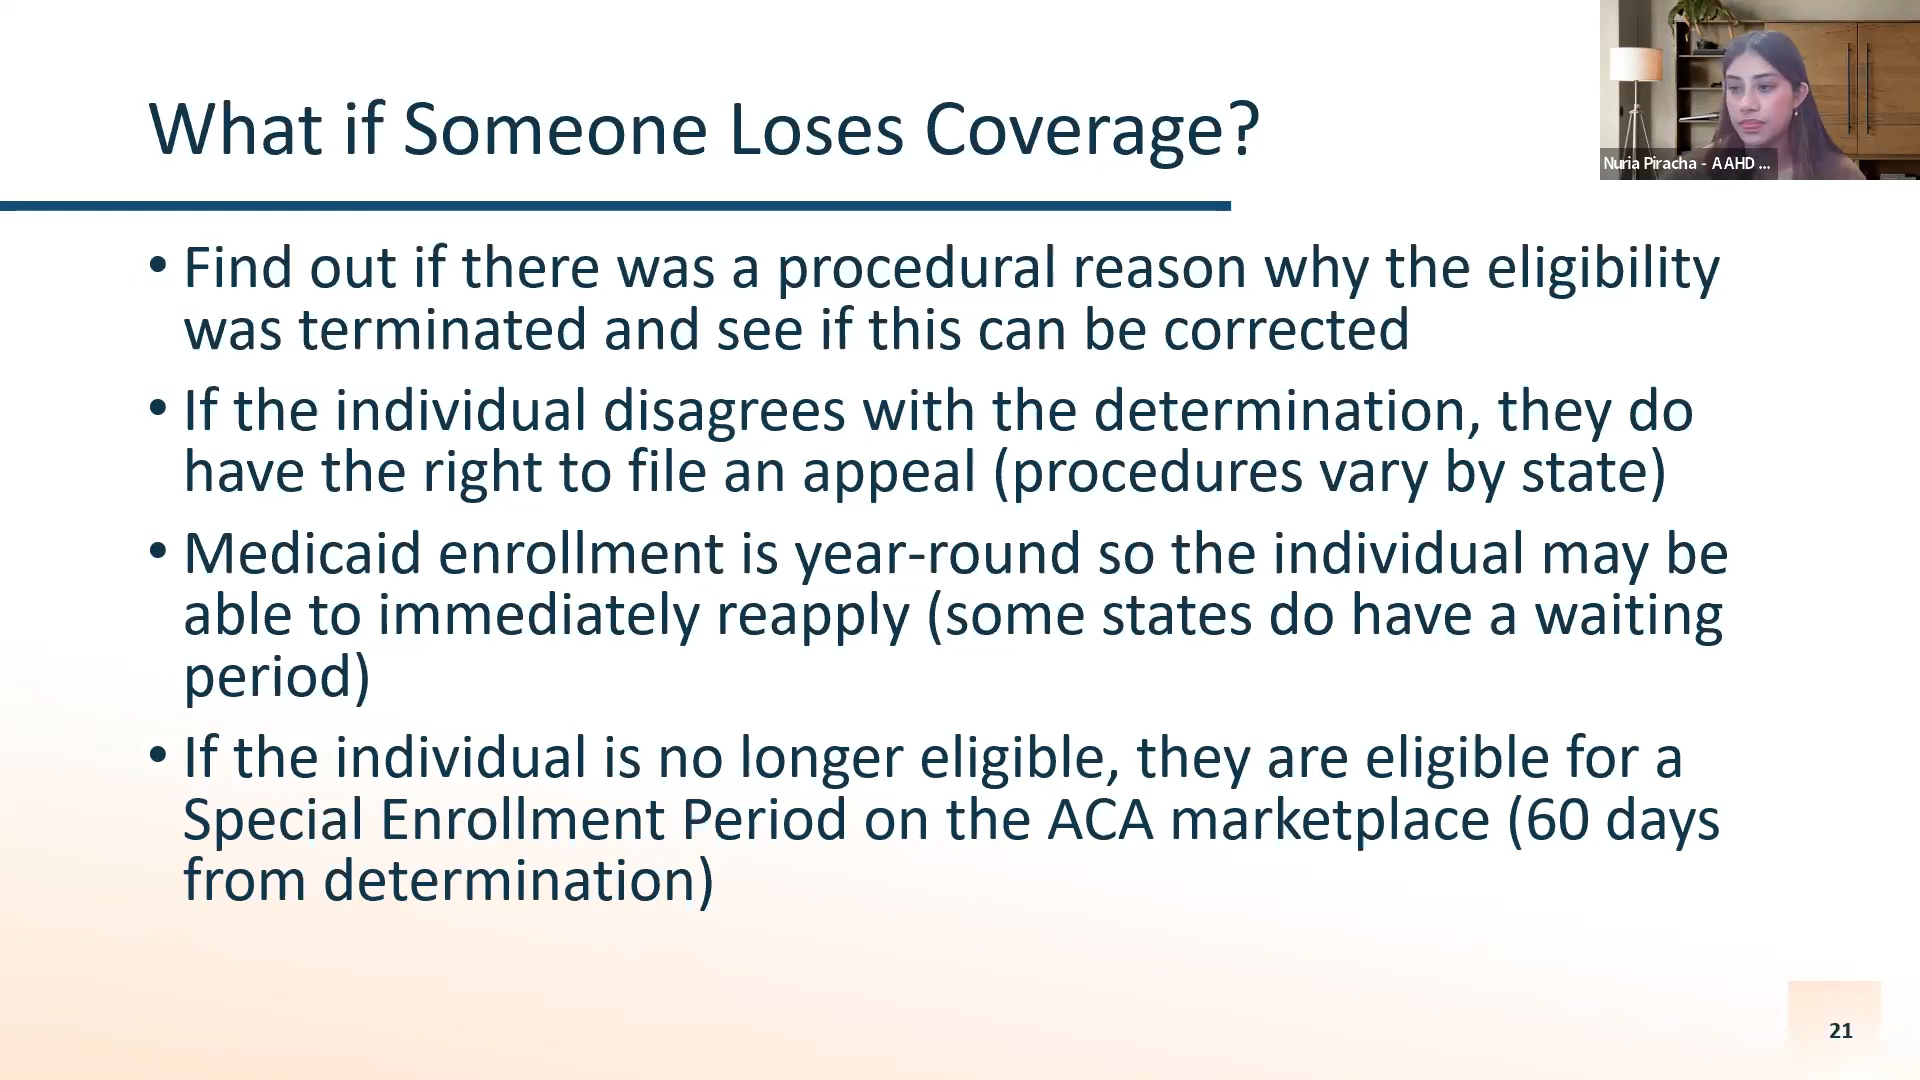 What if Someone Loses Coverage?
Nuria Piracha - AAHD ...
• Find out if there was a procedural reason why the eligibility
was terminated and see if this can be corrected
• If the individual disagrees with the determination, they do
have the right to file an appeal (procedures vary by state)
• Medicaid enrollment is year-round so the individual may be
able to immediately reapply (some states do have a waiting
period)
• If the individual is no longer eligible, they are eligible for a
Special Enrollment Period on the ACA marketplace (60 days
from determination)
21